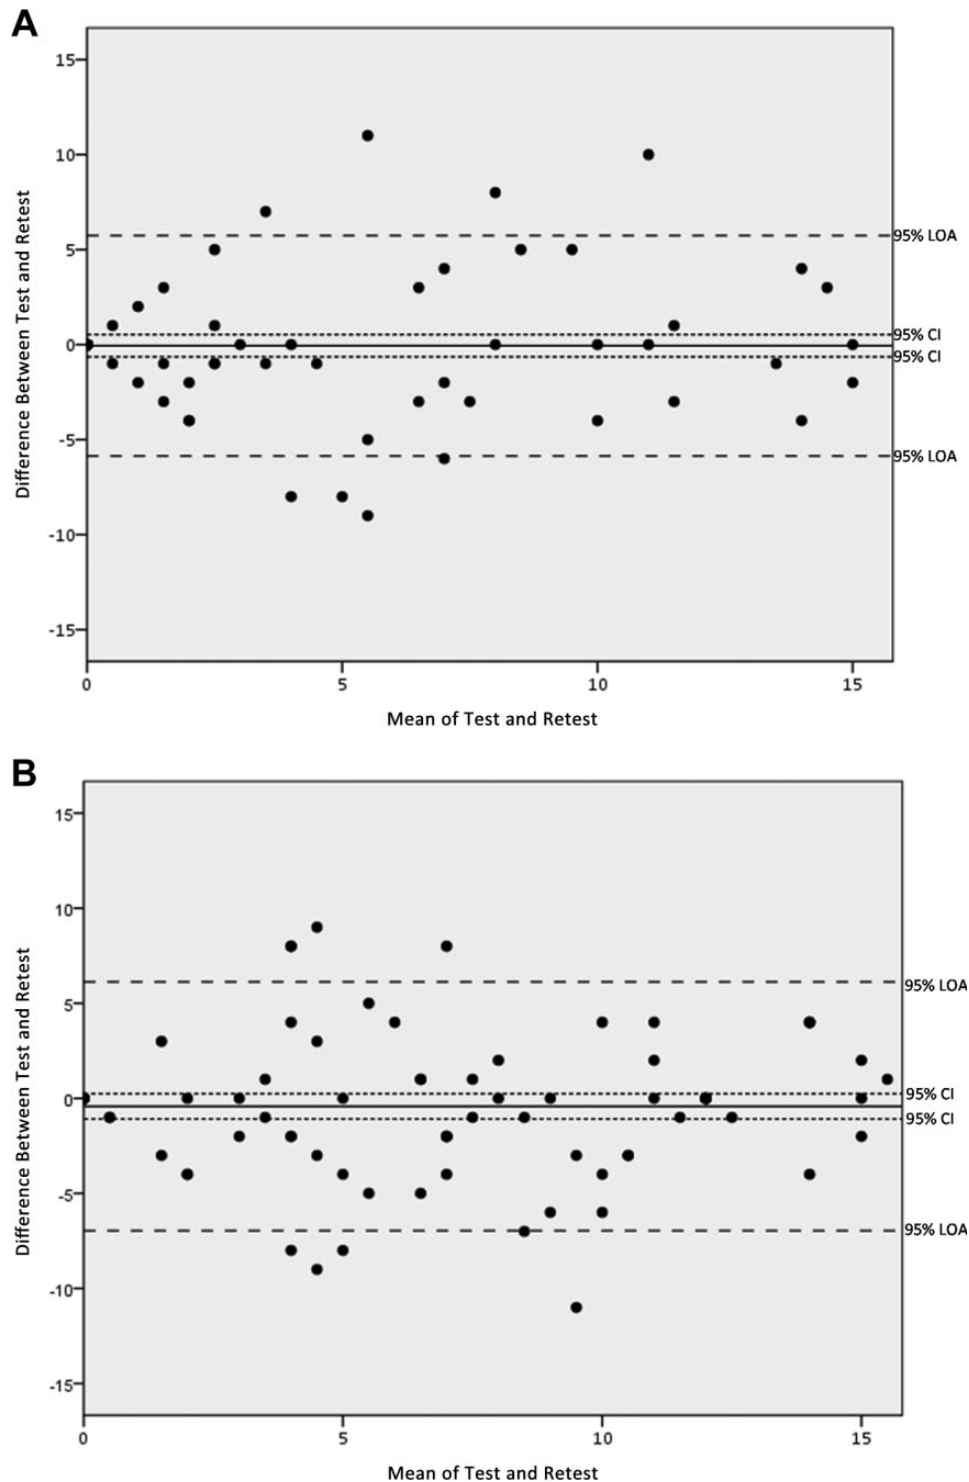 A
15
10
5
0
-5
-10
-15
Difference Between Test and Retest
95% LOA
95% CI
95% CI
95% LOA
0 5 10 15
Mean of Test and Retest
B
15
10
5
0
-5
-10
-15
Difference Between Test and Retest
95% LOA
95% CI
95% CI
95% LOA
0 5 10 15
Mean of Test and Retest